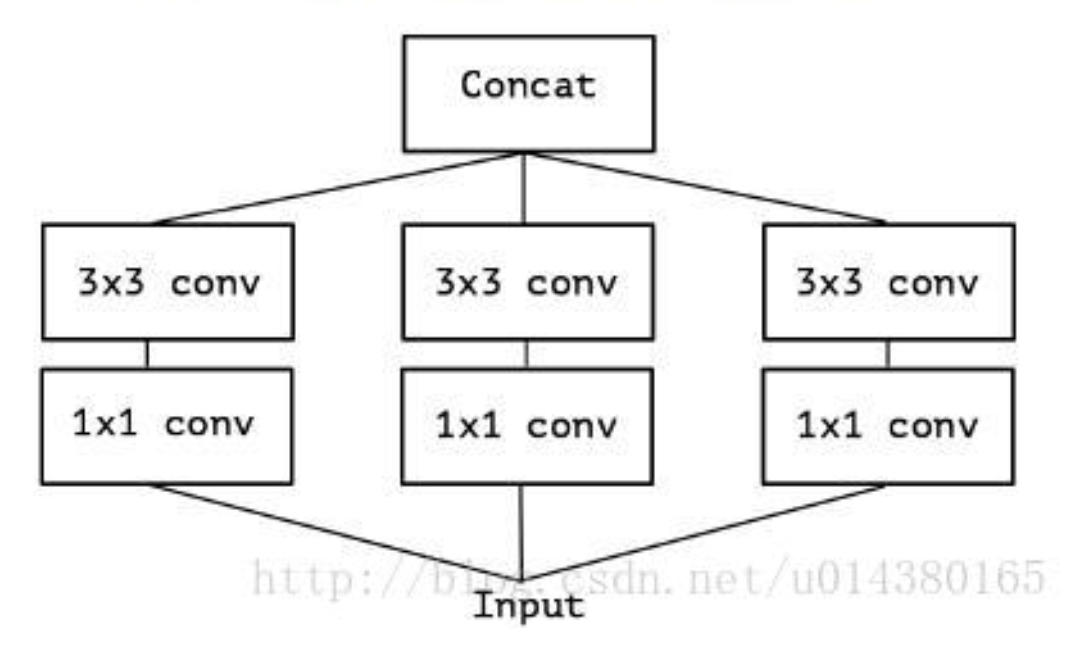 Concat
3x3 conv 3x3 conv 3x3 conv
1x1 conv 1x1 conv 1x1 conv
http://blog.csdn.net/u014380165
Input